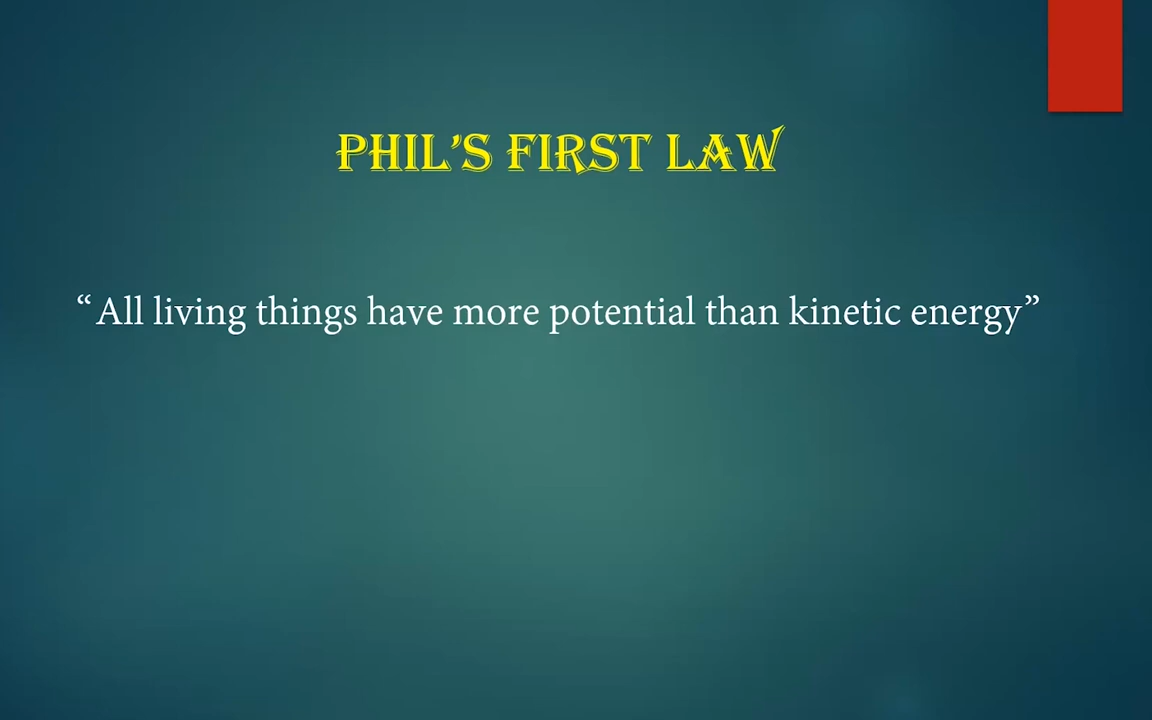 PHIL’S FIRST LAW
“All living things have more potential than kinetic energy”